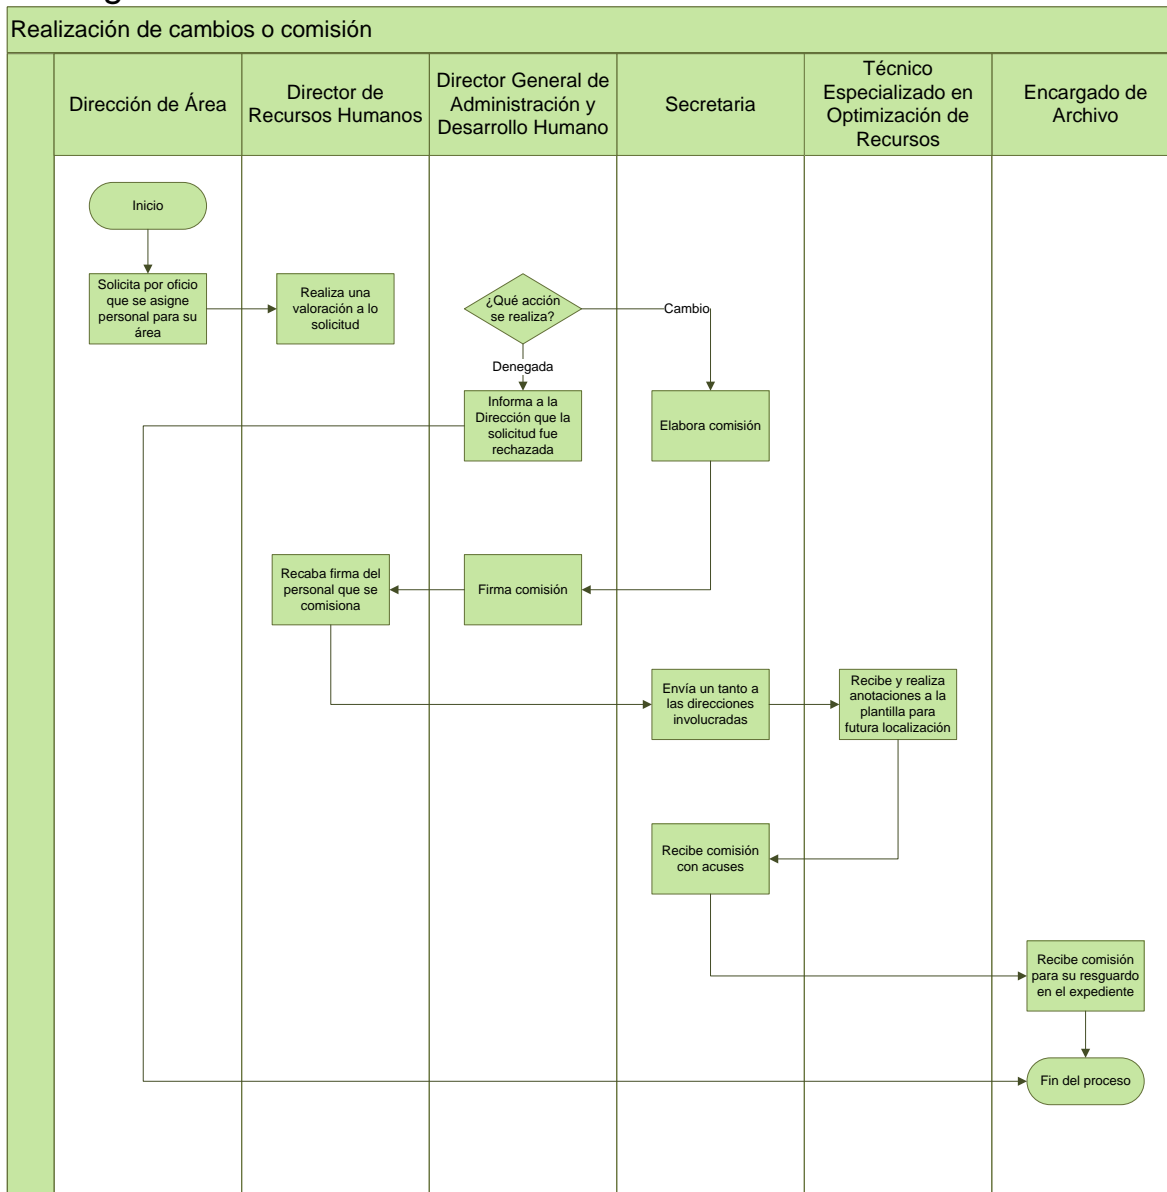 Realización de cambios o comisión
Dirección de Área
Director de
Recursos Humanos
Director General de
Administración y
Desarrollo Humano
Secretaria
Técnico
Especializado en
Optimización de
Recursos
Encargado de
Archivo
Inicio
Solicita por oficio
que se asigne
personal para su
área
Realiza una
valoración a lo
solicitud
¿Qué acción
se realiza?
Cambio
Denegada
Informa a la
Dirección que la
solicitud fue
rechazada
Elabora comisión
Recaba firma del
personal que se
comisiona
Firma comisión
Envía un tanto a
las direcciones
involucradas
Recibe y realiza
anotaciones a la
plantilla para
futura localización
Recibe comisión
con acuses
Recibe comisión
para su resguardo
en el expediente
Fin del proceso